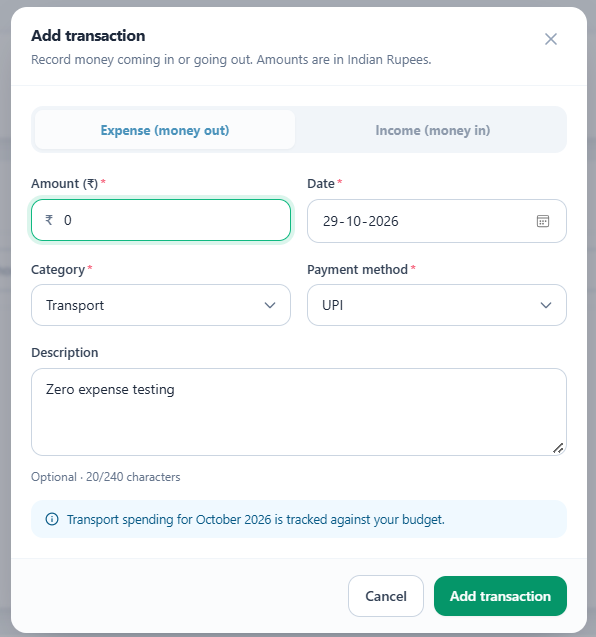 Add transaction
Record money coming in or going out. Amounts are in Indian Rupees.
Expense (money out) Income (money in)
Amount (₹) * Date *
₹ 0 29-10-2026
Category * Payment method *
Transport UPI
Description
Zero expense testing
Optional · 20/240 characters
Transport spending for October 2026 is tracked against your budget.
Cancel Add transaction